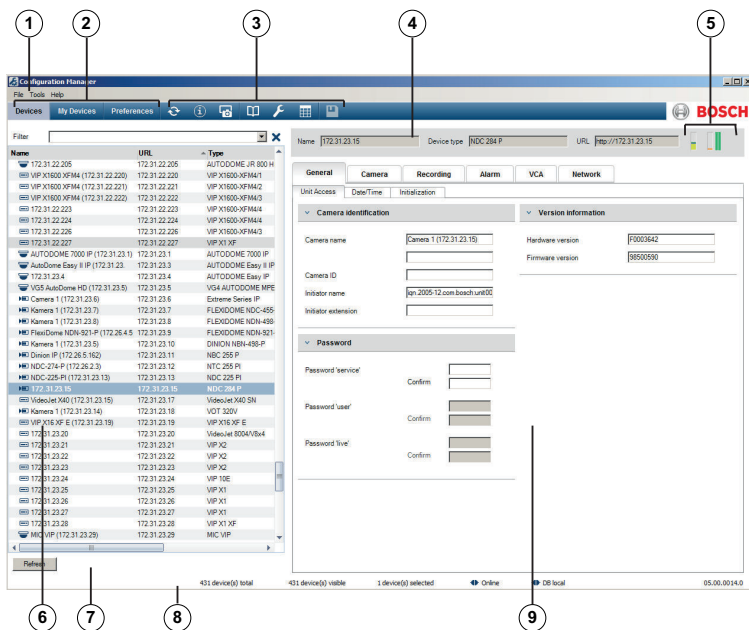 1 2 3 4 5
Configuration Manager
File Tools Help
Devices My Devices Preferences
BOSCH
Filter
Name URL Type
172.31.22.205 172.31.22.205 AUTODOME JR 800 H
VIP X1600 XFM4 (172.31.22.220) 172.31.22.220 VIP X1600-XFM4/1
VIP X1600 XFM4 (172.31.22.221) 172.31.22.221 VIP X1600-XFM4/2
VIP X1600 XFM4 (172.31.22.222) 172.31.22.222 VIP X1600-XFM4/3
172.31.22.223 172.31.22.223 VIP X1600-XFM4/4
172.31.22.224 172.31.22.224 VIP X1600-XFM4/4
172.31.22.226 172.31.22.226 VIP X1600-XFM4/3
172.31.22.227 172.31.22.227 VIP X1 XF
AUTODOME 7000 IP (172.31.23.1) 172.31.23.1 AUTODOME 7000 IP
AutoDome Easy II IP (172.31.23. 172.31.23.3 AUTODOME Easy II IP
172.31.23.4 172.31.23.4 AUTODOME Easy IP
VG5 AutoDome HD (172.31.23.5) 172.31.23.5 VG4 AUTODOME MPE
Camera 1 (172.31.23.6) 172.31.23.6 Extreme Series IP
Kamera 1 (172.31.23.7) 172.31.23.7 FLEXIDOME NDC-455-
Kamera 1 (172.31.23.8) 172.31.23.8 FLEXIDOME NDN-498-
FlexiDome NDN-921-P (172.26.4.5 172.31.23.9 FLEXIDOME NDN-921-
Kamera 1 (172.31.23.5) 172.31.23.10 DINION NBN-498-P
Dinion IP (172.26.5.162) 172.31.23.11 NBC 255 P
NDC-274-P (172.26.2.3) 172.31.23.12 NTC 255 PI
NDC-225-PI (172.31.23.13) 172.31.23.13 NDC 225 PI
172.31.23.15 172.31.23.15 NDC 284 P
VideoJet X40 (172.31.23.15) 172.31.23.17 VideoJet X40 SN
Kamera 1 (172.31.23.14) 172.31.23.18 VOT 320V
VIP X16 XF E (172.31.23.19) 172.31.23.19 VIP X16 XF E
172.31.23.20 172.31.23.20 VideoJet 8004/V8x4
172.31.23.21 172.31.23.21 VIP X2
172.31.23.22 172.31.23.22 VIP X2
172.31.23.23 172.31.23.23 VIP X2
172.31.23.24 172.31.23.24 VIP 10E
172.31.23.25 172.31.23.25 VIP X1
172.31.23.26 172.31.23.26 VIP X1
172.31.23.27 172.31.23.27 VIP X1
172.31.23.28 172.31.23.28 VIP X1 XF
MIC VIP (172.31.23.29) 172.31.23.29 MIC VIP
Refresh
Name 172.31.23.15 Device type NDC 284 P URL http://172.31.23.15
General Camera Recording Alarm VCA Network
Unit Access Date/Time Initialization
Camera identification
Camera name Camera 1 (172.31.23.15)
Camera ID
Initiator name iqn.2005-12.com.bosch:unit00
Initiator extension
Version information
Hardware version F0003642
Firmware version 98500590
Password
Password 'service'
Confirm
Password 'user'
Confirm
Password 'live'
Confirm
431 device(s) total 431 device(s) visible 1 device(s) selected Online DB local 05.00.0014.0
6 7 8 9